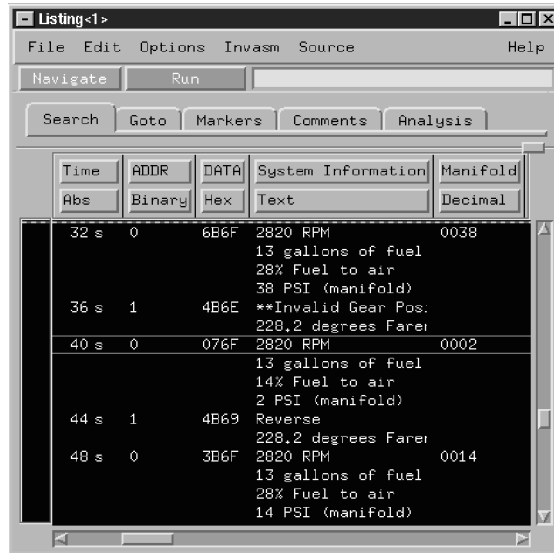 Listing<1>
File Edit Options Invasm Source Help
Navigate Run
Search Goto Markers Comments Analysis
Time ADDR DATA System Information Manifold
Abs Binary Hex Text Decimal
32 s 0 6B6F 2820 RPM 0038
13 gallons of fuel
28% Fuel to air
38 PSI (manifold)
36 s 1 4B6E **Invalid Gear Pos:
228.2 degrees Farer
40 s 0 076F 2820 RPM 0002
13 gallons of fuel
14% Fuel to air
2 PSI (manifold)
44 s 1 4B69 Reverse
228.2 degrees Farer
48 s 0 3B6F 2820 RPM 0014
13 gallons of fuel
28% Fuel to air
14 PSI (manifold)